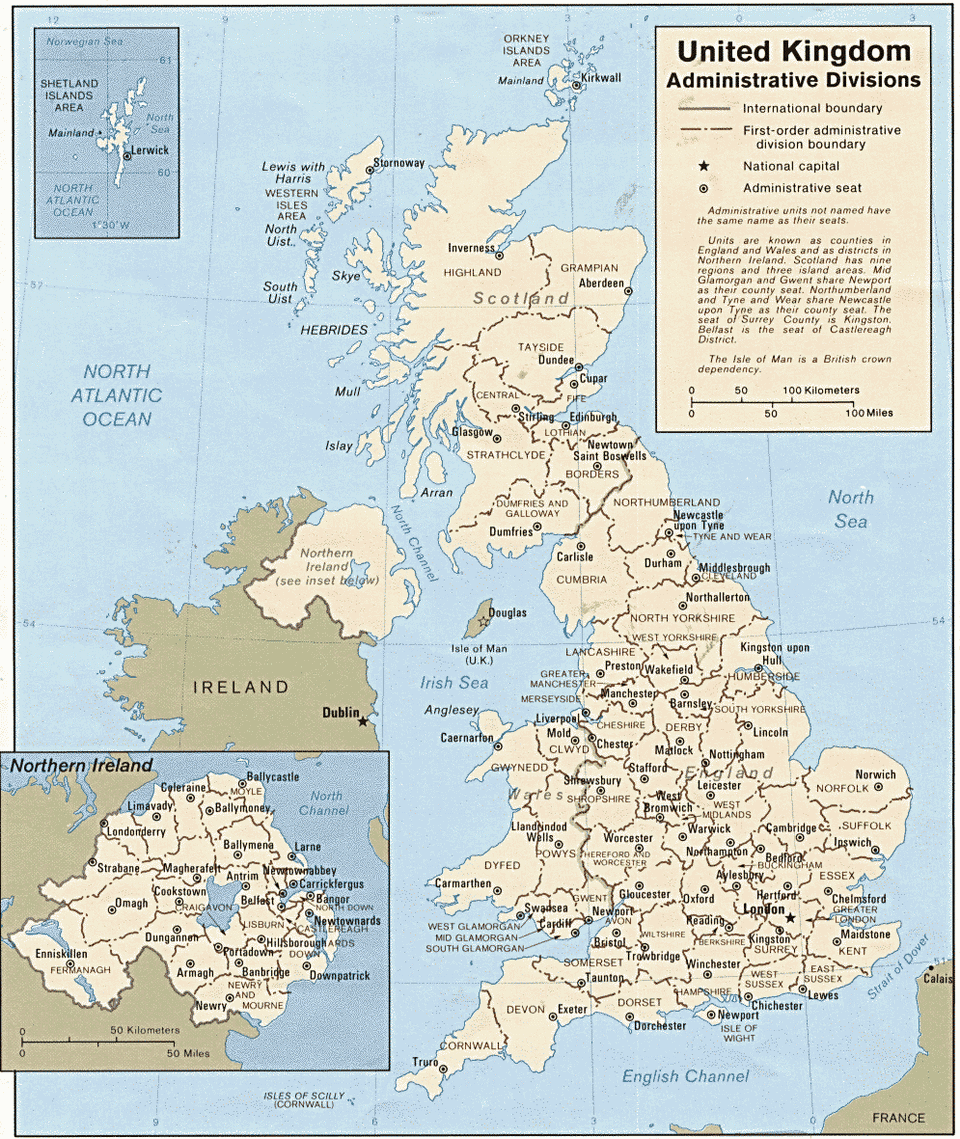 12
6
3
0
3
Norwegian Sea
61
SHETLAND
ISLANDS
AREA
Mainland
North
Sea
Lerwick
60
NORTH
ATLANTIC
OCEAN
1°30'W
ORKNEY
ISLANDS
AREA
Mainland
Kirkwall
United Kingdom
Administrative Divisions
International boundary
First-order administrative
division boundary
National capital
Administrative seat
Administrative units not named have
the same name as their seats.
Units are known as counties in
England and Wales and as districts in
Northern Ireland. Scotland has nine
regions and three island areas. Mid
Glamorgan and Gwent share Newport
as their county seat. Northumberland
and Tyne and Wear share Newcastle
upon Tyne as their county seat. The
seat of Surrey County is Kingston.
Belfast is the seat of Castlereagh
District.
The Isle of Man is a British crown
dependency.
0 50 100 Kilometers
0 50 100 Miles
Lewis with
Harris
Stornoway
WESTERN
ISLES
AREA
North
Uist
Skye
South
Uist
HEBRIDES
Inverness
HIGHLAND
GRAMPIAN
Aberdeen
Scotland
NORTH
ATLANTIC
OCEAN
Mull
TAYSIDE
Dundee
Cupar
CENTRAL
FIFE
Stirling
Edinburgh
Islay
Glasgow
LOTHIAN
STRATHCLYDE
Newtown
Saint Boswells
BORDERS
Arran
DUMFRIES AND
GALLOWAY
Dumfries
NORTHUMBERLAND
Newcastle
upon Tyne
TYNE AND WEAR
North
Sea
North Channel
Northern
Ireland
(see inset below)
Carlisle
CUMBRIA
Durham
Middlesbrough
CLEVELAND
Northallerton
NORTH YORKSHIRE
Douglas
Isle of Man
(U.K.)
54
54
WEST YORKSHIRE
LANCASHIRE
Preston
Wakefield
Kingston upon
Hull
HUMBERSIDE
GREATER
MANCHESTER
Manchester
MERSEYSIDE
Barnsley
SOUTH YORKSHIRE
IRELAND
Irish Sea
Dublin
Anglesey
Liverpool
CHESHIRE
DERBY
Lincoln
Caernarfon
Mold
CLWYD
Chester
Matlock
Nottingham
GWYNEDD
Stafford
England
Wales
Shrewsbury
SHROPSHIRE
Leicester
Norwich
NORFOLK
West
Bromwich
WEST
MIDLANDS
Llandrindod
Wells
POWYS
Worcester
HEREFORD AND
WORCESTER
Warwick
Northampton
Cambridge
SUFFOLK
Ipswich
Bedford
BUCKINGHAM
DYFED
Carmarthen
GWENT
Gloucester
Oxford
Aylesbury
Hertford
ESSEX
Chelmsford
London
GREATER
LONDON
Swansea
Cardiff
Newport
AVON
WEST GLAMORGAN
MID GLAMORGAN
SOUTH GLAMORGAN
Bristol
WILTSHIRE
Trowbridge
Reading
BERKSHIRE
Kingston
SURREY
Maidstone
KENT
SOMERSET
Taunton
Winchester
WEST
SUSSEX
EAST
SUSSEX
Lewes
Strait of Dover
51
Calais
DEVON
Exeter
DORSET
Dorchester
HAMPSHIRE
Chichester
Newport
ISLE OF
WIGHT
CORNWALL
Truro
ISLES OF SCILLY
(CORNWALL)
English Channel
FRANCE
9
6
3
0
Northern Ireland
Ballycastle
MOYLE
Coleraine
Limavady
Ballymoney
North
Channel
Londonderry
Ballymena
Larne
Strabane
Magherafelt
Antrim
Newtownabbey
Carrickfergus
Cookstown
CRAIGAVON
Belfast
Bangor
NORTH DOWN
Omagh
Newtownards
CASTLEREAGH
LISBURN
ARDS
Dungannon
Hillsborough
DOWN
Enniskillen
FERMANAGH
Portadown
Armagh
Banbridge
Downpatrick
NEWRY
AND
MOURNE
Newry
0 50 Kilometers
0 50 Miles